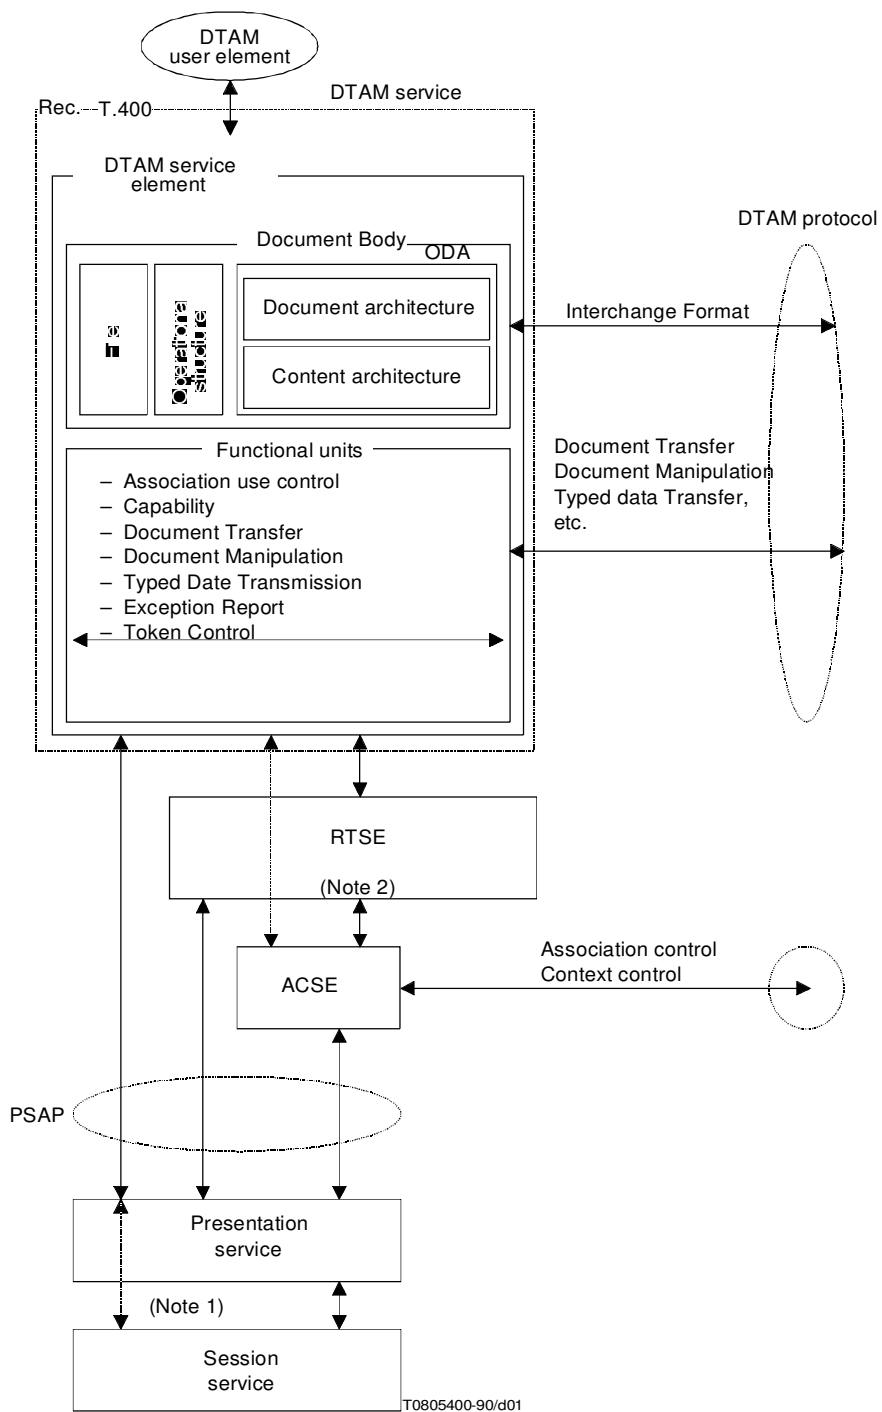 DTAM
user element
DTAM service
Rec. T.400
DTAM service
element
DTAM protocol
Document Body
ODA
Operational
structure
Document architecture
Content architecture
Interchange Format
Functional units
– Association use control
– Capability
– Document Transfer
– Document Manipulation
– Typed Date Transmission
– Exception Report
– Token Control
Document Transfer
Document Manipulation
Typed data Transfer,
etc.
RTSE
(Note 2)
ACSE
Association control
Context control
PSAP
Presentation
service
(Note 1)
Session
service
T0805400-90/d01